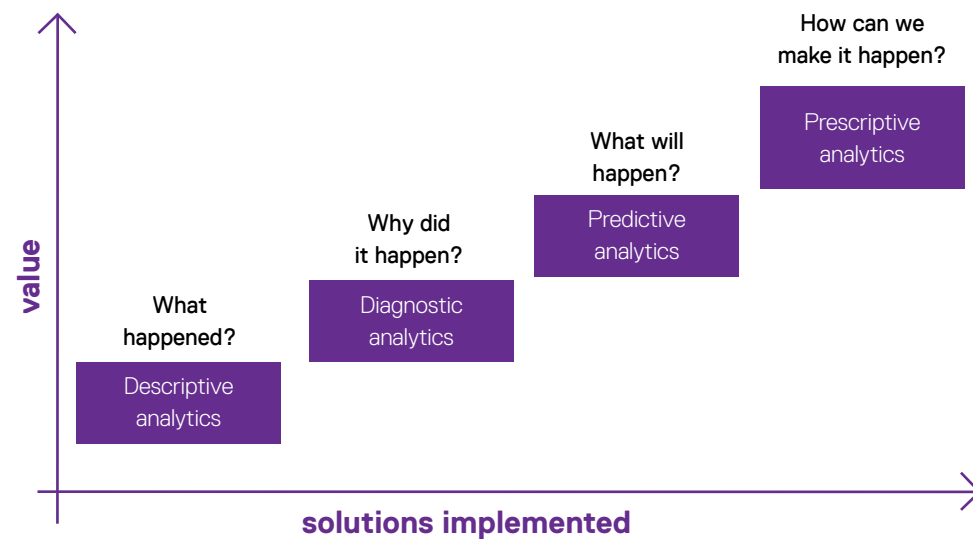 How can we
make it happen?
Prescriptive
analytics
What will
happen?
Predictive
analytics
Why did
it happen?
Diagnostic
analytics
What
happened?
Descriptive
analytics
value
solutions implemented